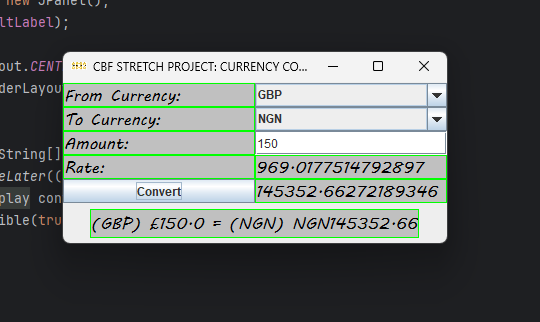 new JPanel();
ltLabel);
out.CENT
derLayou
String[]
eLater((
play con
ible(tru
CBF STRETCH PROJECT: CURRENCY CO...
From Currency: GBP
To Currency: NGN
Amount: 150
Rate: 969.0177514792897
Convert 145352.66272189346
(GBP) £150.0 = (NGN) NGN145352.66